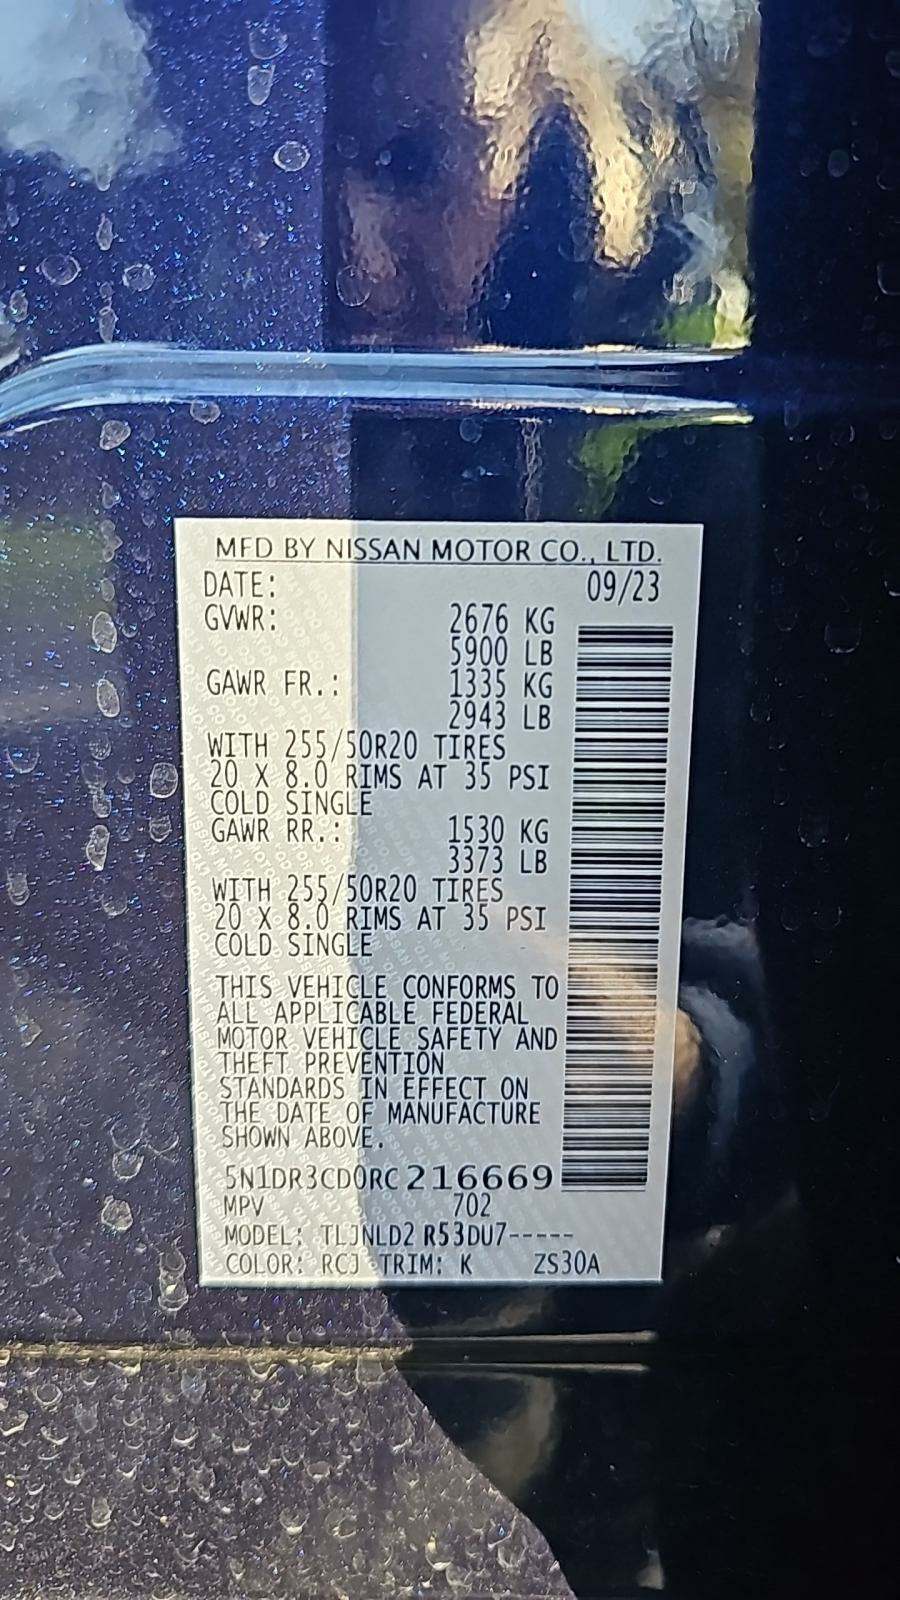 MFD BY NISSAN MOTOR CO., LTD.
DATE: 09/23
GVWR: 2676 KG
5900 LB
GAWR FR.: 1335 KG
2943 LB
WITH 255/50R20 TIRES
20 X 8.0 RIMS AT 35 PSI
COLD SINGLE
GAWR RR.: 1530 KG
3373 LB
WITH 255/50R20 TIRES
20 X 8.0 RIMS AT 35 PSI
COLD SINGLE
THIS VEHICLE CONFORMS TO
ALL APPLICABLE FEDERAL
MOTOR VEHICLE SAFETY AND
THEFT PREVENTION
STANDARDS IN EFFECT ON
THE DATE OF MANUFACTURE
SHOWN ABOVE.
5N1DR3CD0RC216669
MPV 702
MODEL: TLJNLD2 R53DU7-----
COLOR: RCJ TRIM: K ZS30A